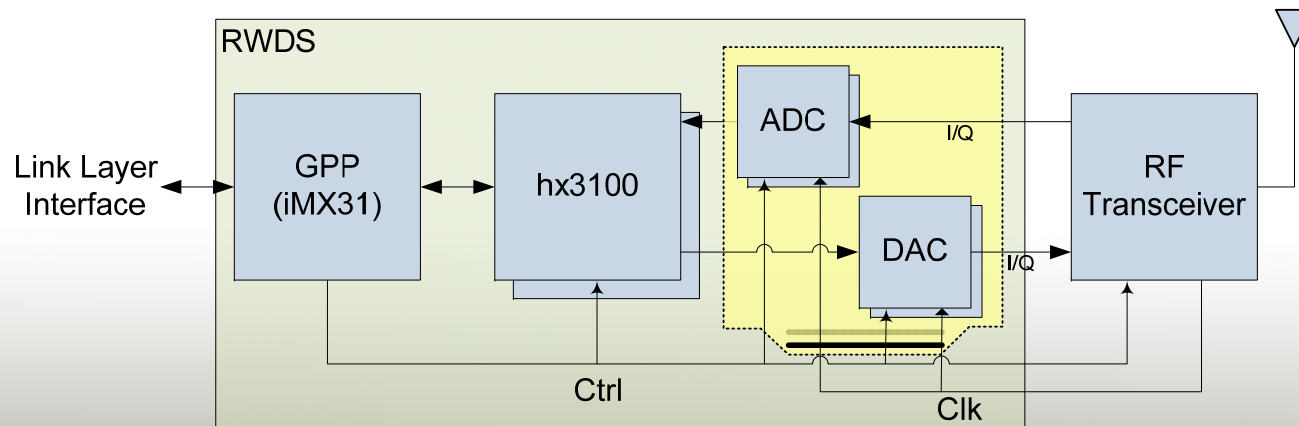 RWDS
Link Layer
Interface
GPP
(iMX31)
hx3100
ADC
I/Q
DAC
I/Q
RF
Transceiver
Ctrl
Clk